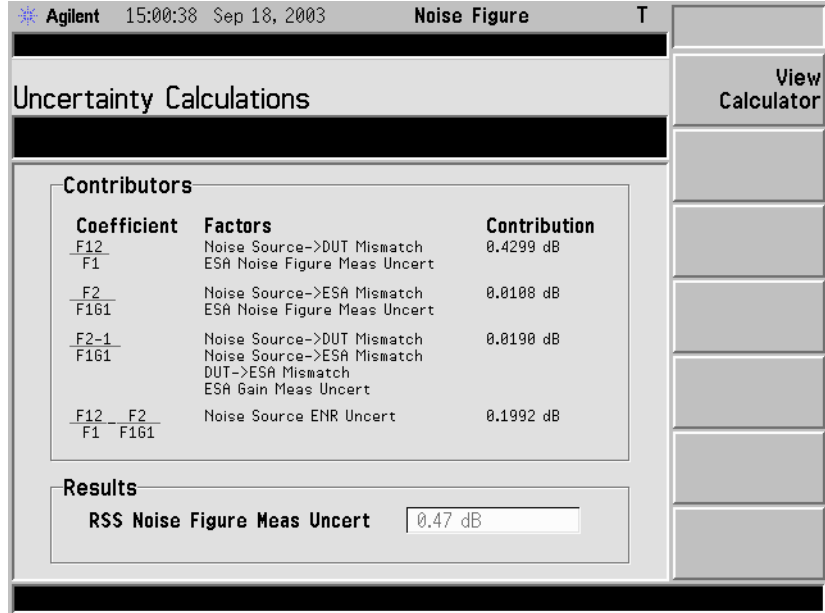 Agilent 15:00:38 Sep 18, 2003 Noise Figure T
View
Calculator
Uncertainty Calculations
Contributors
Coefficient Factors Contribution
F12 Noise Source->DUT Mismatch 0.4299 dB
F1 ESA Noise Figure Meas Uncert
F2 Noise Source->ESA Mismatch 0.0108 dB
F1G1 ESA Noise Figure Meas Uncert
F2-1 Noise Source->DUT Mismatch 0.0190 dB
F1G1 Noise Source->ESA Mismatch
DUT->ESA Mismatch
ESA Gain Meas Uncert
F12 - F2 Noise Source ENR Uncert 0.1992 dB
F1 F1G1
Results
RSS Noise Figure Meas Uncert 0.47 dB